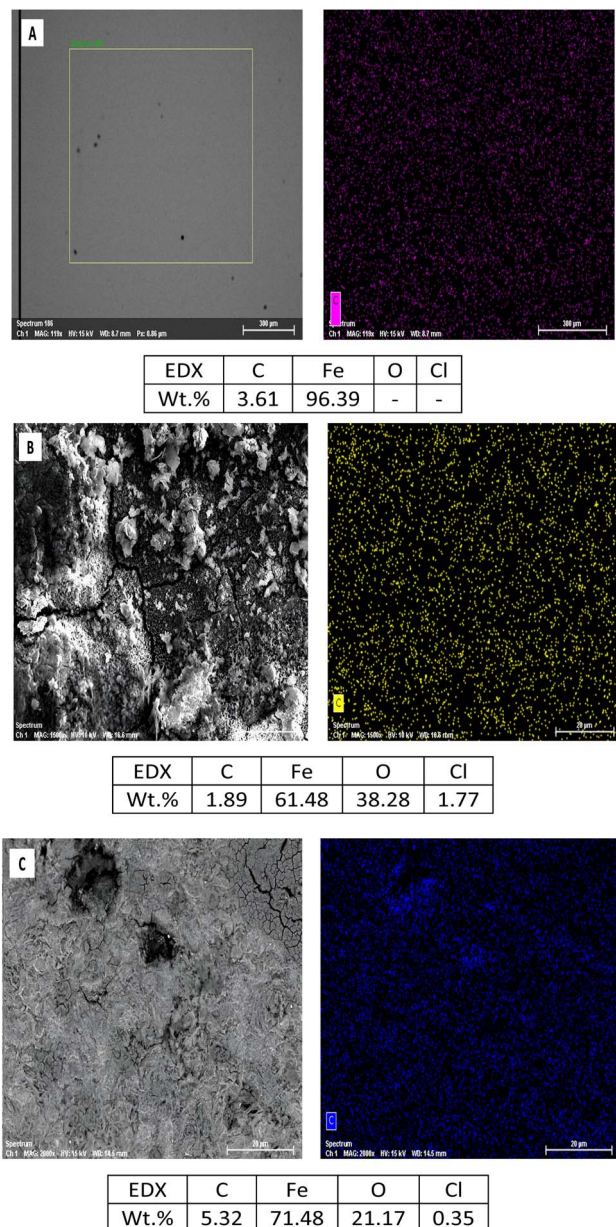 A
Spectrum 186
Ch 1 MAG: 119x HV: 15 kV WD: 8.7 mm Px: 0.86 µm
300 µm
C
Ch 1 MAG: 119x HV: 15 kV WD: 8.7 mm
300 µm
EDX C Fe O Cl
Wt.% 3.61 96.39 - -
B
Spectrum
Ch 1 MAG: 1500x
C
Spectrum
20 µm
EDX C Fe O Cl
Wt.% 1.89 61.48 38.28 1.77
C
Spectrum
Ch 1 MAG: 2000x HV: 15 kV WD: 14.5 mm
20 µm
C
Spectrum
Ch 1 MAG: 2000x HV: 15 kV WD: 14.5 mm
20 µm
EDX C Fe O Cl
Wt.% 5.32 71.48 21.17 0.35